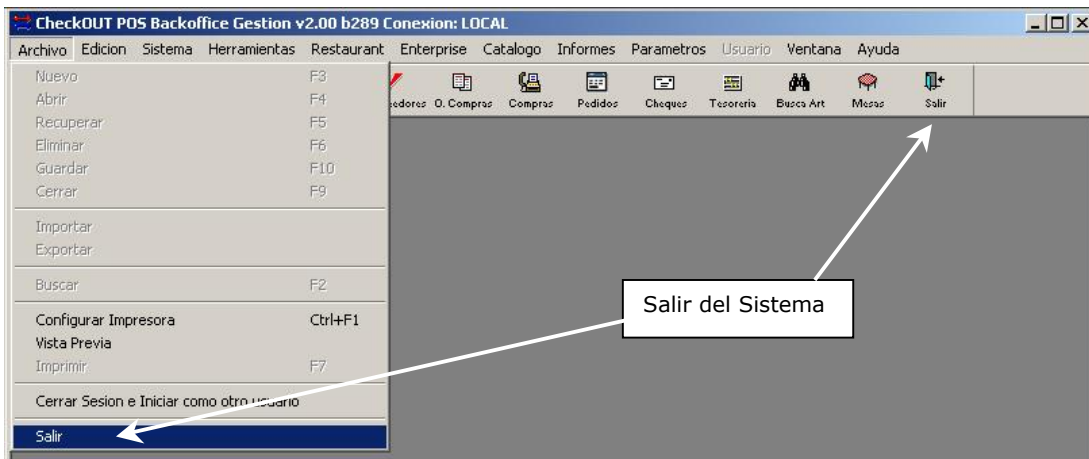 CheckOUT POS Backoffice Gestion v2.00 b289 Conexion: LOCAL
Archivo Edicion Sistema Herramientas Restaurant Enterprise Catalogo Informes Parametros Usuario Ventana Ayuda
edores O. Compras Compras Pedidos Cheques Tesoreria Busca Art Mesas Salir
Nuevo F3
Abrir F4
Recuperar F5
Eliminar F6
Guardar F10
Cerrar F9
Importar
Exportar
Buscar F2
Configurar Impresora Ctrl+F1
Vista Previa
Imprimir F7
Cerrar Sesion e Iniciar como otro usuario
Salir
Salir del Sistema